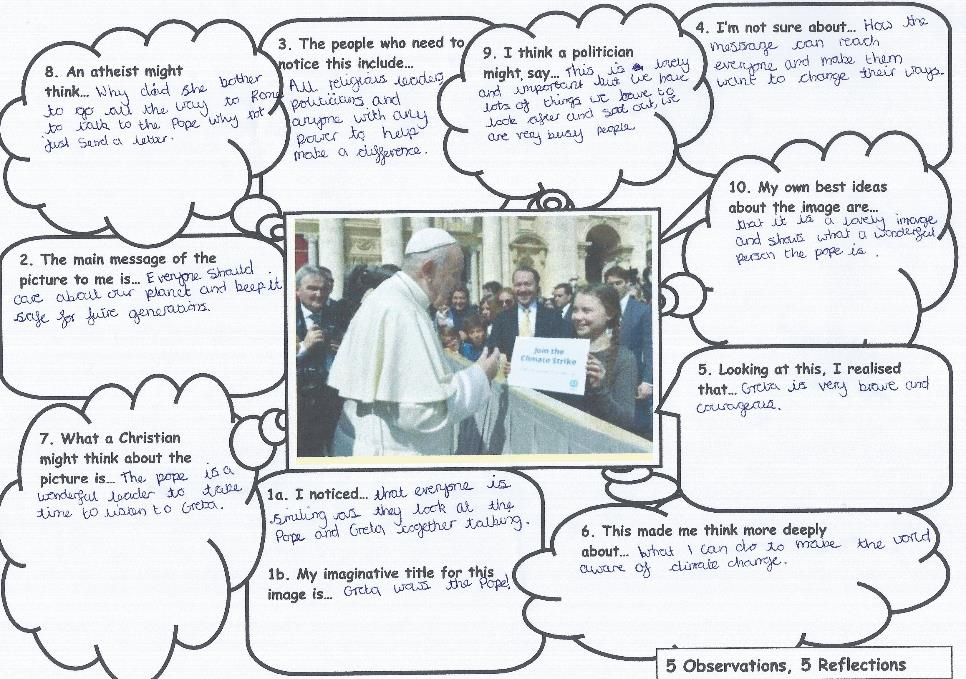 8. An atheist might
think... Why did she bother
to go all the way to Rome
to talk to the Pope why not
just send a letter.
3. The people who need to
notice this include...
All religious leaders
politicians and
anyone with any
power to help
make a difference.
9. I think a politician
might say... This is lovely
and important but we have
lots of things we have to
look after and sort out, we
are very busy people
4. I'm not sure about... How the
message can reach
everyone and make them
want to change their ways.
10. My own best ideas
about the image are...
that it is a lovely image
and shows what a wonderful
person the pope is.
2. The main message of the
picture to me is... Everyone should
care about our planet and keep it
safe for future generations.
Join the
Climate Strike
5. Looking at this, I realised
that... Greta is very brave and
courageous.
7. What a Christian
might think about the
picture is... The pope is a
wonderful leader to take
time to listen to Greta.
1a. I noticed... that everyone is
smiling as they look at the
Pope and Greta together talking.
1b. My imaginative title for this
image is... Greta wows the Pope!
6. This made me think more deeply
about... What I can do to make the world
aware of climate change.
5 Observations, 5 Reflections